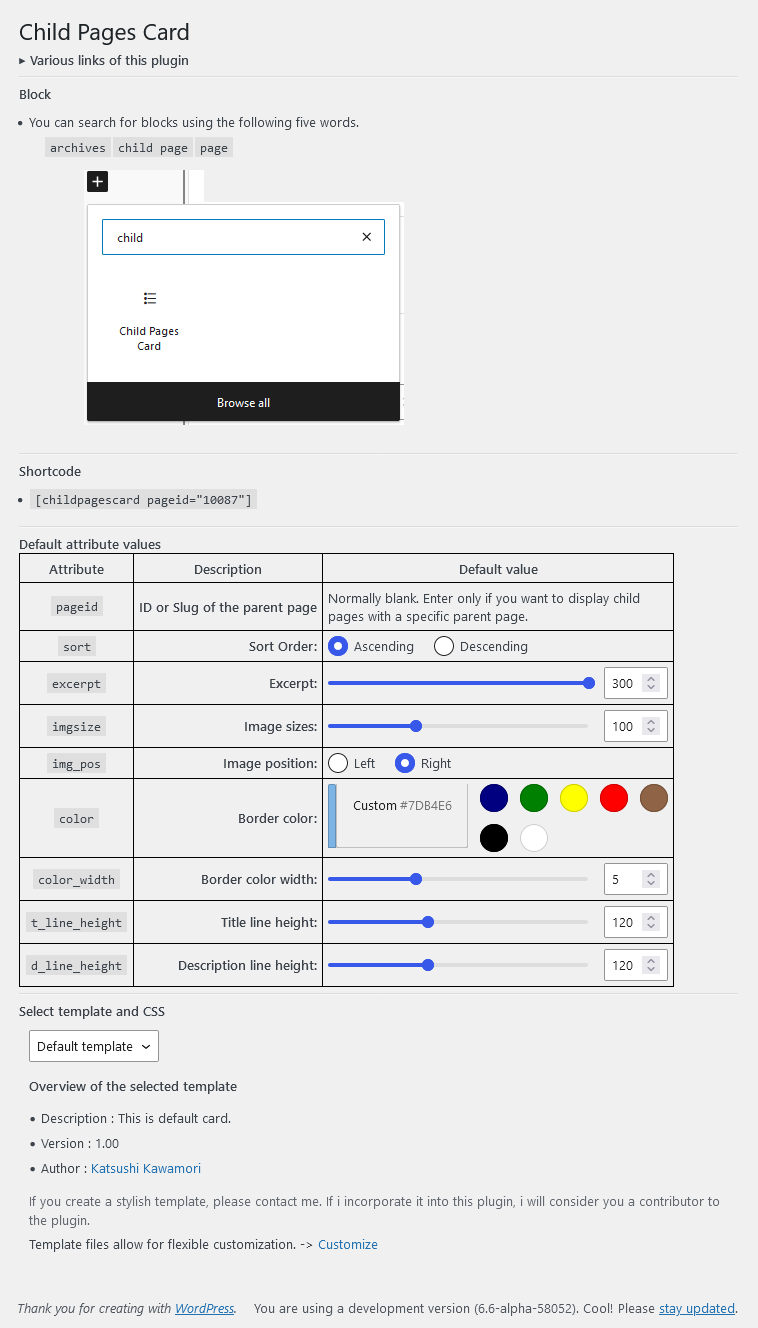 Child Pages Card
▸ Various links of this plugin
Block
• You can search for blocks using the following five words.
archives child page page
+
child ×
Child Pages
Card
Browse all
Shortcode
• [childpagescard pageid="10087"]
Default attribute values
Attribute Description Default value
pageid ID or Slug of the parent page Normally blank. Enter only if you want to display child
pages with a specific parent page.
sort Sort Order: Ascending Descending
excerpt Excerpt: 300
imgsize Image sizes: 100
img_pos Image position: Left Right
color Border color: Custom #7DB4E6
color_width Border color width: 5
t_line_height Title line height: 120
d_line_height Description line height: 120
Select template and CSS
Default template
Overview of the selected template
• Description : This is default card.
• Version : 1.00
• Author : Katsushi Kawamori
If you create a stylish template, please contact me. If i incorporate it into this plugin, i will consider you a contributor to
the plugin.
Template files allow for flexible customization. -> Customize
Thank you for creating with WordPress. You are using a development version (6.6-alpha-58052). Cool! Please stay updated.